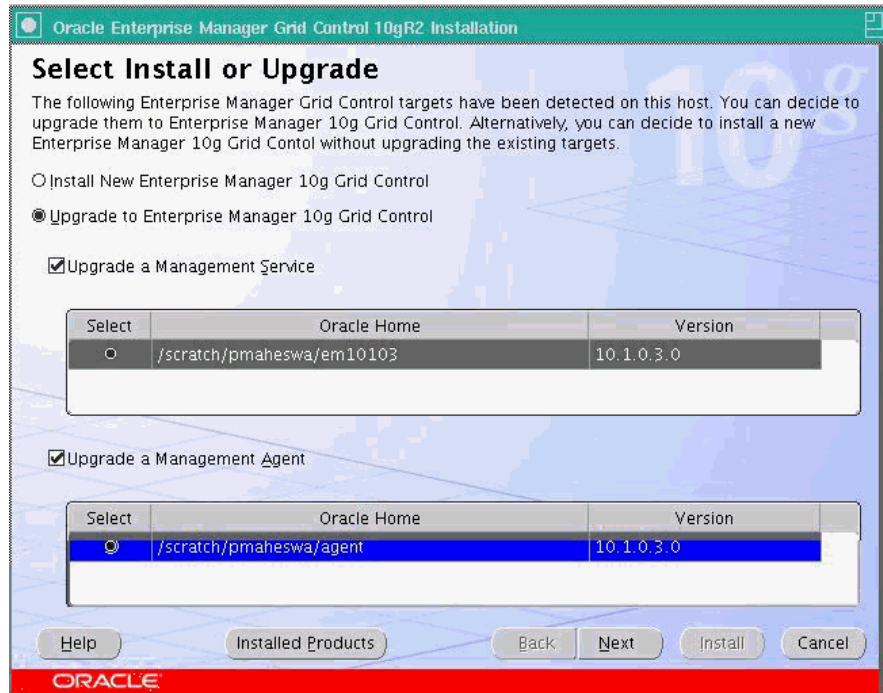 Oracle Enterprise Manager Grid Control 10gR2 Installation
Select Install or Upgrade
The following Enterprise Manager Grid Control targets have been detected on this host. You can decide to
upgrade them to Enterprise Manager 10g Grid Control. Alternatively, you can decide to install a new
Enterprise Manager 10g Grid Contol without upgrading the existing targets.
10g
Install New Enterprise Manager 10g Grid Control
Upgrade to Enterprise Manager 10g Grid Control
Upgrade a Management Service
Select Oracle Home Version
/scratch/pmaheswa/em10103 10.1.0.3.0
Upgrade a Management Agent
Select Oracle Home Version
/scratch/pmaheswa/agent 10.1.0.3.0
Help Installed Products Back Next Install Cancel
ORACLE